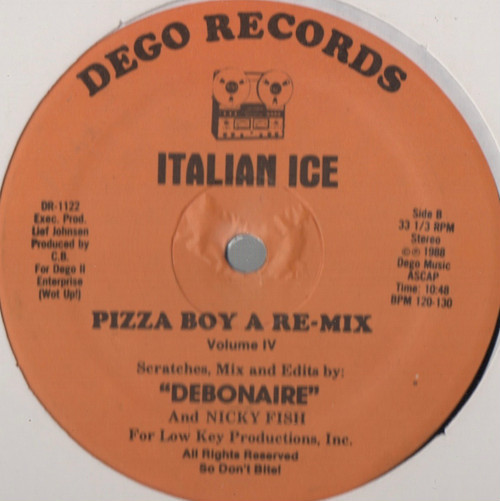 DEGO RECORDS
ITALIAN ICE
DR-1122
Exec. Prod.
Lief Johnsen
Produced by
C.B.
For Dego II
Enterprise
(Wot Up!)
Side B
33 1/3 RPM
Stereo
©℗ 1988
Dego Music
ASCAP
Time: 10:48
BPM 120-130
PIZZA BOY A RE-MIX
Volume IV
Scratches, Mix and Edits by:
"DEBONAIRE"
And NICKY FISH
For Low Key Productions, Inc.
All Rights Reserved
So Don't Bite!